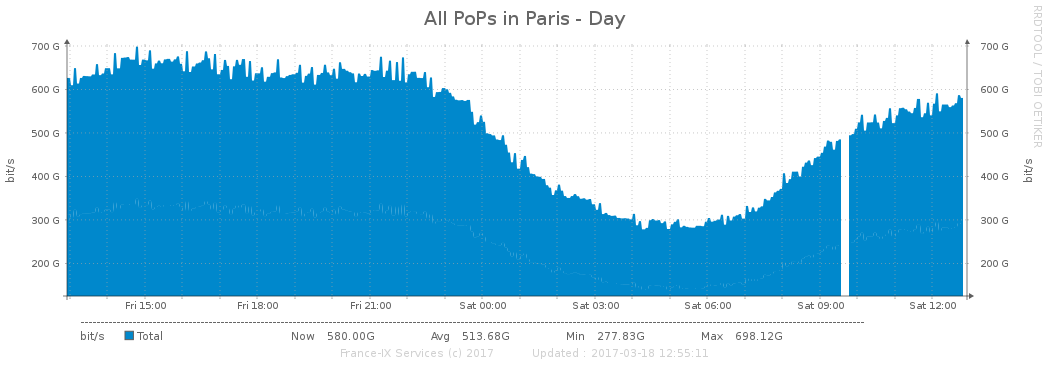 All PoPs in Paris - Day
RRDTOOL / TOBI OETIKER
bit/s
700 G
600 G
500 G
400 G
300 G
200 G
700 G
600 G
500 G
400 G
300 G
200 G
bit/s
Fri 15:00 Fri 18:00 Fri 21:00 Sat 00:00 Sat 03:00 Sat 06:00 Sat 09:00 Sat 12:00
bit/s Total Now 580.00G Avg 513.68G Min 277.83G Max 698.12G
France-IX Services (c) 2017 Updated : 2017-03-18 12:55:11